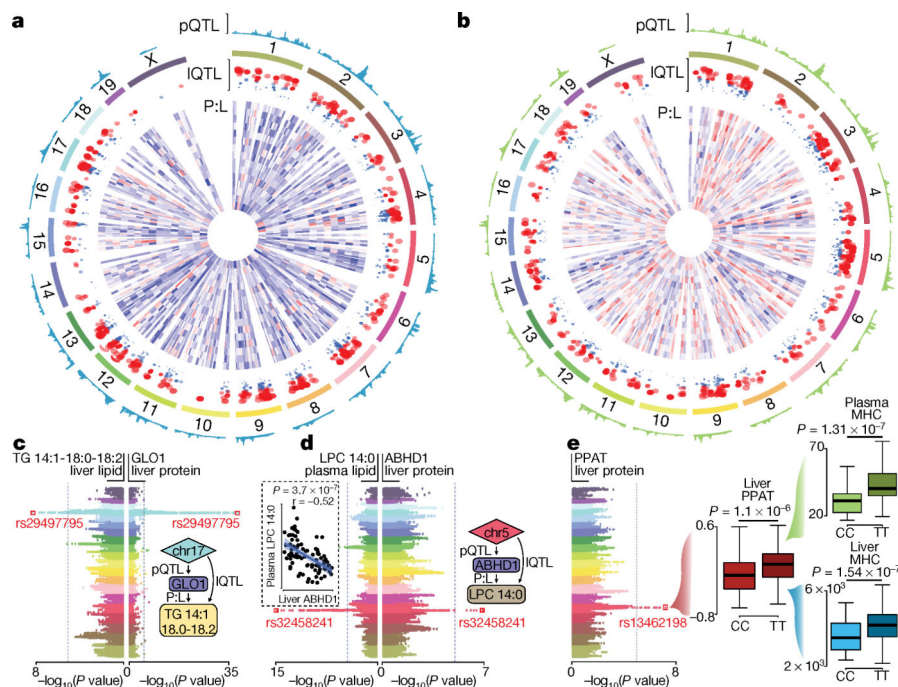 a
pQTL
lQTL
P:L
1
2
3
4
5
6
7
8
9
10
11
12
13
14
15
16
17
18
19
X
b
pQTL
lQTL
P:L
1
2
3
4
5
6
7
8
9
10
11
12
13
14
15
16
17
18
19
X
c
TG 14:1-18:0-18:2
liver lipid
GLO1
liver protein
rs29497795
rs29497795
chr17
pQTL
lQTL
GLO1
P:L
TG 14:1
18:0-18:2
8
0
0
35
–log10(P value)
–log10(P value)
d
LPC 14:0
plasma lipid
ABHD1
liver protein
P = 3.7 × 10–7
r = –0.52
Plasma LPC 14:0
Liver ABHD1
chr5
pQTL
lQTL
ABHD1
P:L
LPC 14:0
rs32458241
rs32458241
15
0
0
7
–log10(P value)
–log10(P value)
e
PPAT
liver protein
rs13462198
0
8
–log10(P value)
Liver
PPAT
P = 1.1 × 10–6
0.6
–0.8
CC
TT
Plasma
MHC
P = 1.31 × 10–7
70
20
CC
TT
Liver
MHC
P = 1.54 × 10–7
6 × 103
2 × 103
CC
TT